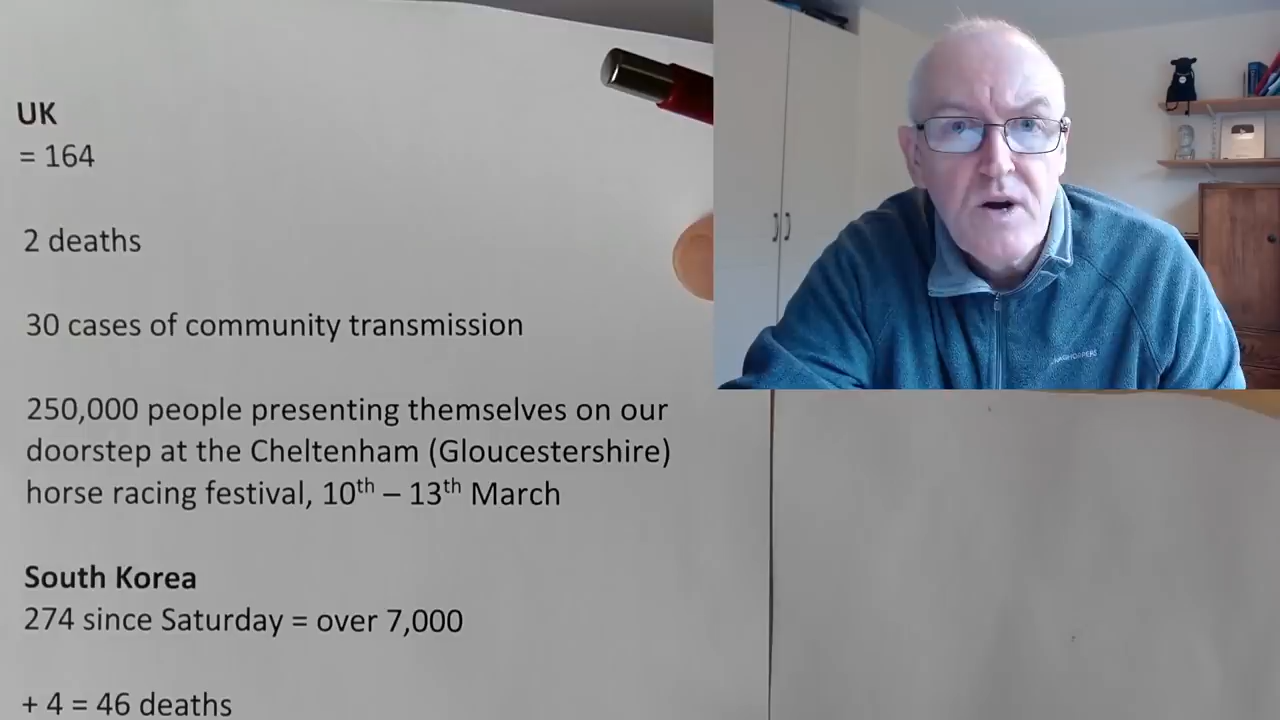 UK
= 164
2 deaths
30 cases of community transmission
250,000 people presenting themselves on our
doorstep at the Cheltenham (Gloucestershire)
horse racing festival, 10th – 13th March
South Korea
274 since Saturday = over 7,000
+ 4 = 46 deaths